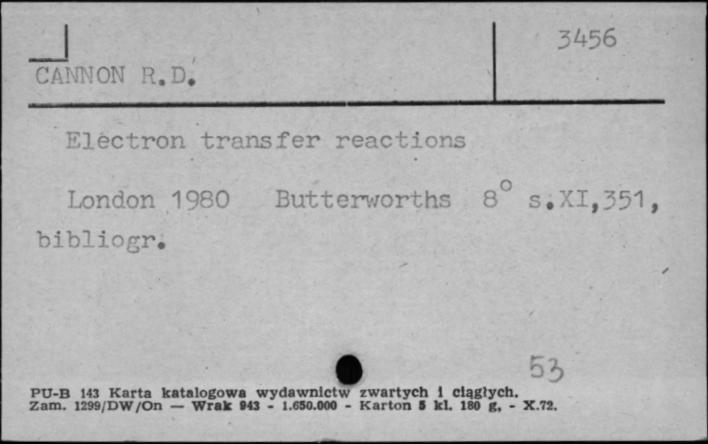 3456
CANNON R.D.
Electron transfer reactions
London 1980 Butterworths 8° s.XI,351,
bibliogr.
53
PU-B 143 Karta katalogowa wydawnictw zwartych i ciągłych.
Zam. 1299/DW/On — Wrak 943 - 1.650.000 - Karton 5 kl. 180 g, - X.72.